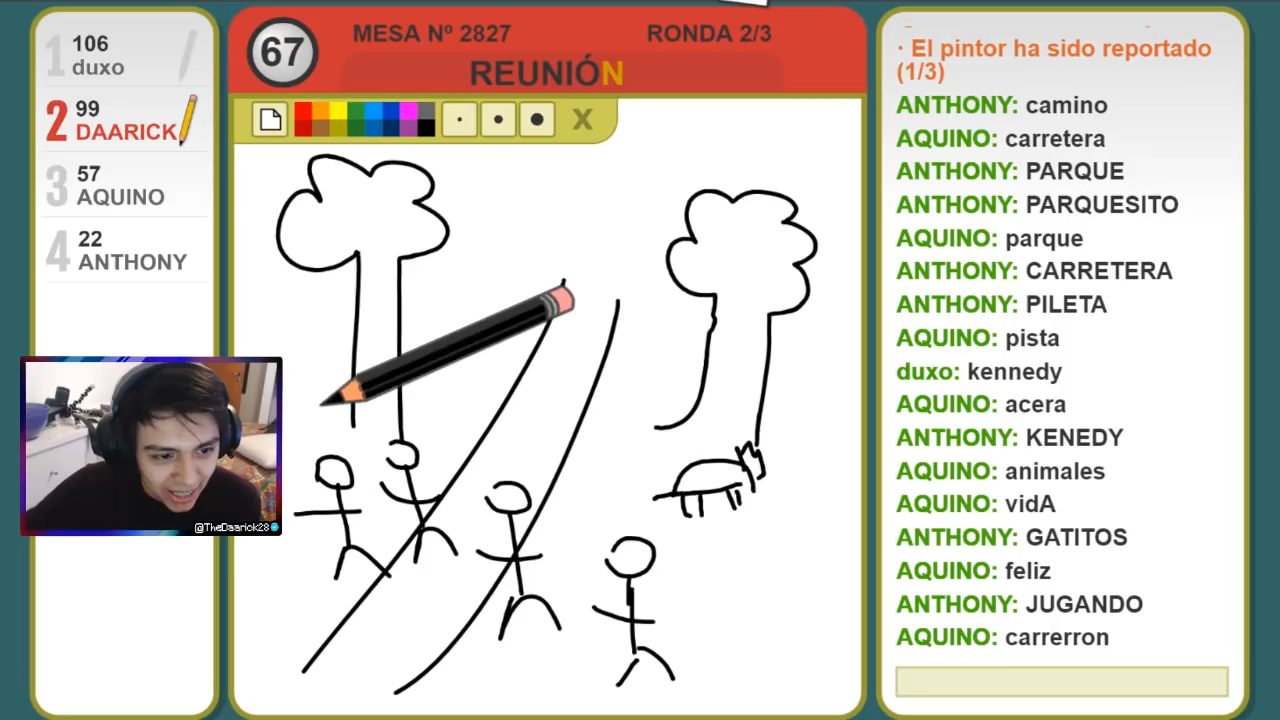 1
106
duxo
2
99
DAARICK
3
57
AQUINO
4
22
ANTHONY
67
MESA Nº 2827
RONDA 2/3
REUNIÓN
X
@TheDaarick28
· El pintor ha sido reportado
(1/3)
ANTHONY: camino
AQUINO: carretera
ANTHONY: PARQUE
ANTHONY: PARQUESITO
AQUINO: parque
ANTHONY: CARRETERA
ANTHONY: PILETA
AQUINO: pista
duxo: kennedy
AQUINO: acera
ANTHONY: KENEDY
AQUINO: animales
AQUINO: vidA
ANTHONY: GATITOS
AQUINO: feliz
ANTHONY: JUGANDO
AQUINO: carrerron